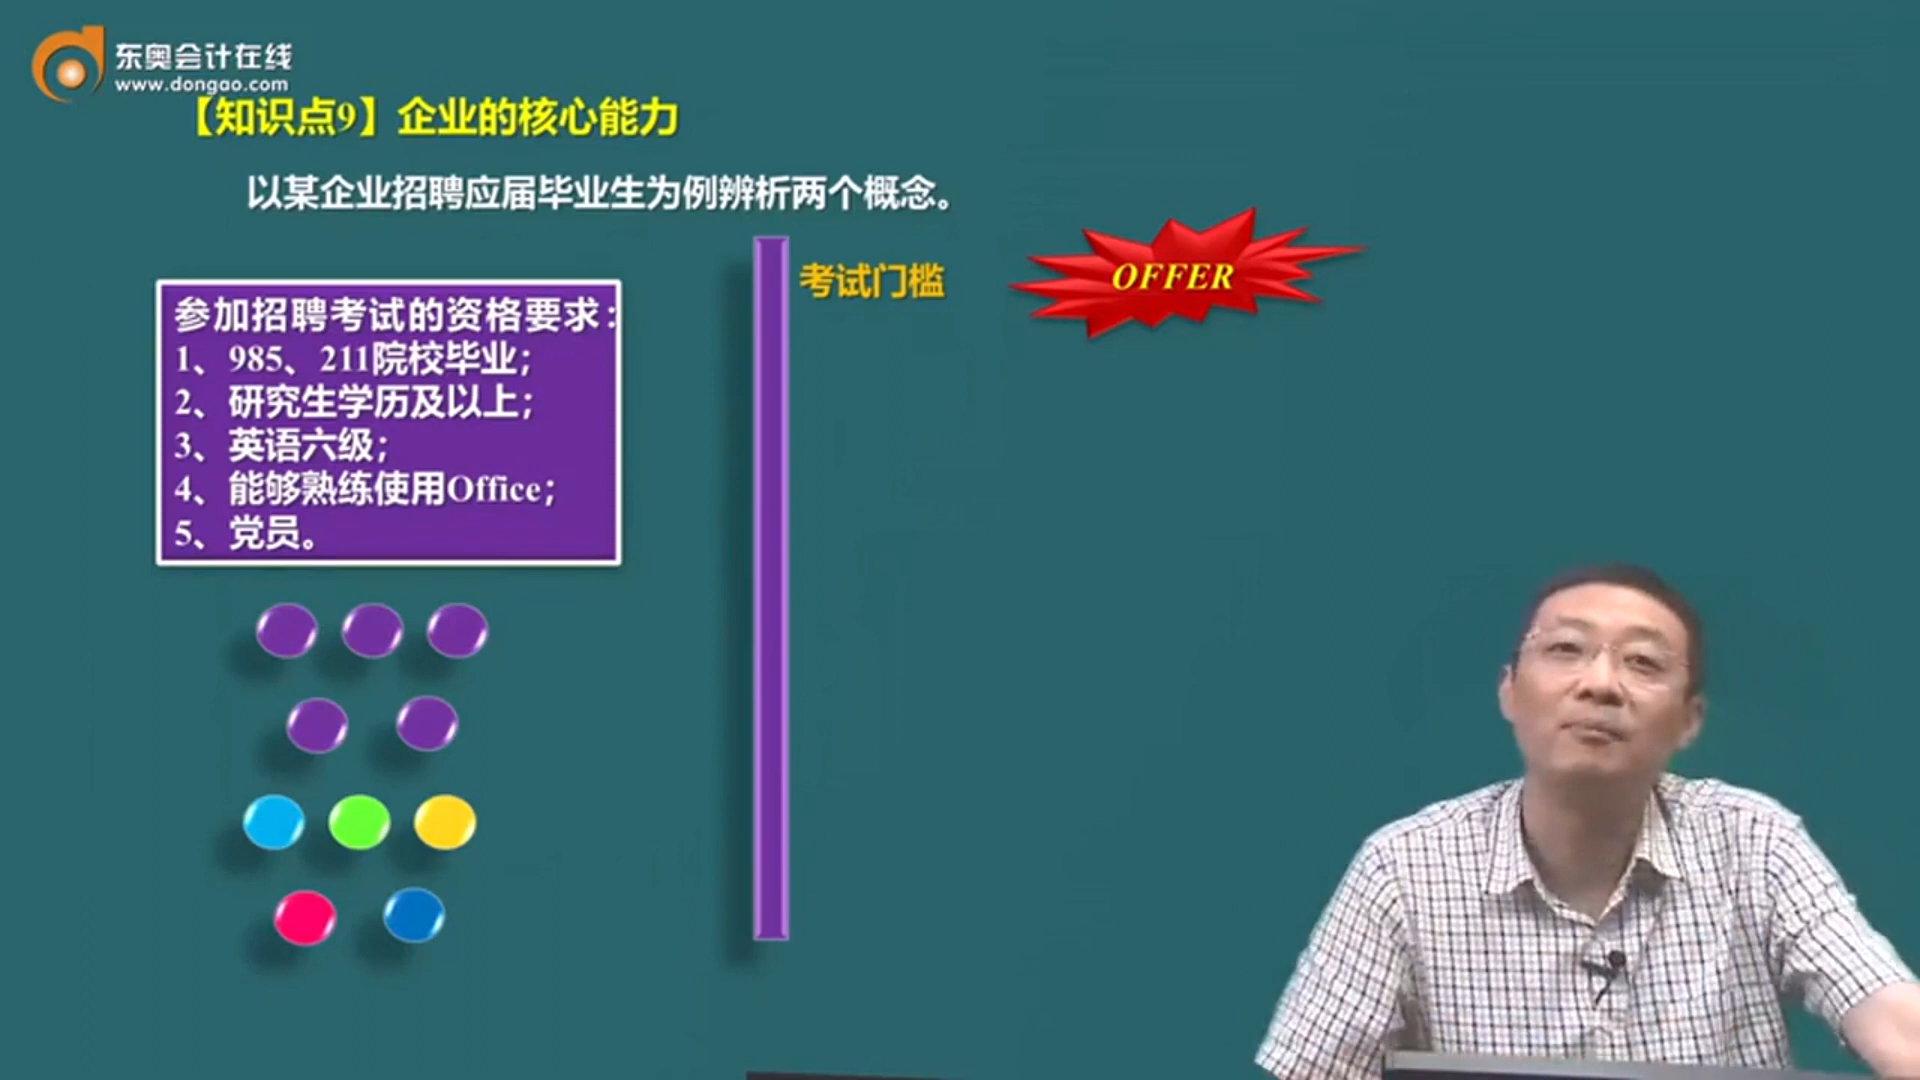 东奥会计在线
www.dongao.com
【知识点9】企业的核心能力
以某企业招聘应届毕业生为例辨析两个概念。
考试门槛
OFFER
参加招聘考试的资格要求：
1、985、211院校毕业；
2、研究生学历及以上；
3、英语六级；
4、能够熟练使用Office；
5、党员。